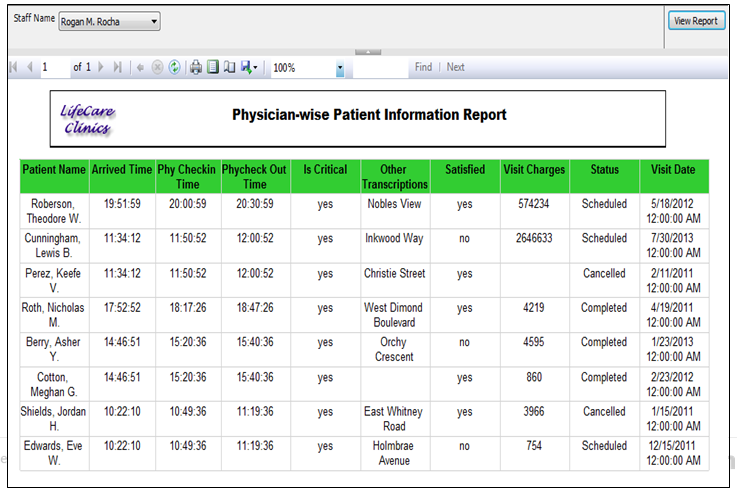 Staff Name Rogan M. Rocha View Report
1 of 1 100% Find | Next
LifeCare
Clinics
Physician-wise Patient Information Report
Patient Name Arrived Time Phy Checkin Time Phycheck Out Time Is Critical Other Transcriptions Satisfied Visit Charges Status Visit Date
Roberson, Theodore W. 19:51:59 20:00:59 20:30:59 yes Nobles View yes 574234 Scheduled 5/18/2012 12:00:00 AM
Cunningham, Lewis B. 11:34:12 11:50:52 12:00:52 yes Inkwood Way no 2646633 Scheduled 7/30/2013 12:00:00 AM
Perez, Keefe V. 11:34:12 11:50:52 12:00:52 yes Christie Street yes Cancelled 2/11/2011 12:00:00 AM
Roth, Nicholas M. 17:52:52 18:17:26 18:47:26 yes West Dimond Boulevard yes 4219 Completed 4/19/2011 12:00:00 AM
Berry, Asher Y. 14:46:51 15:20:36 15:40:36 yes Orchy Crescent no 4595 Completed 1/23/2013 12:00:00 AM
Cotton, Meghan G. 14:46:51 15:20:36 15:40:36 yes yes 860 Completed 2/23/2012 12:00:00 AM
Shields, Jordan H. 10:22:10 10:49:36 11:19:36 yes East Whitney Road yes 3966 Cancelled 1/15/2011 12:00:00 AM
Edwards, Eve W. 10:22:10 10:49:36 11:19:36 yes Holmbrae Avenue no 754 Scheduled 12/15/2011 12:00:00 AM